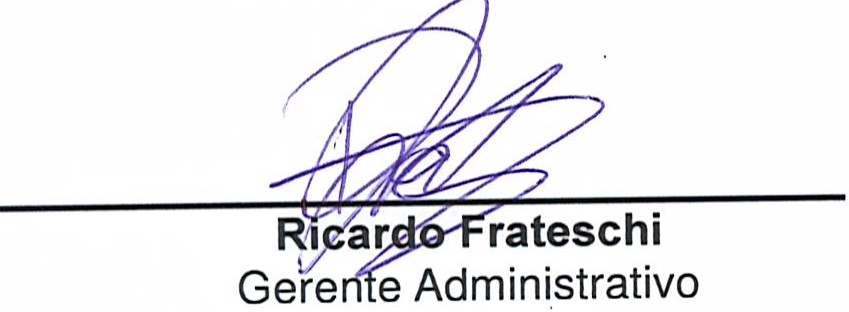 Ricardo Frateschi
Gerente Administrativo